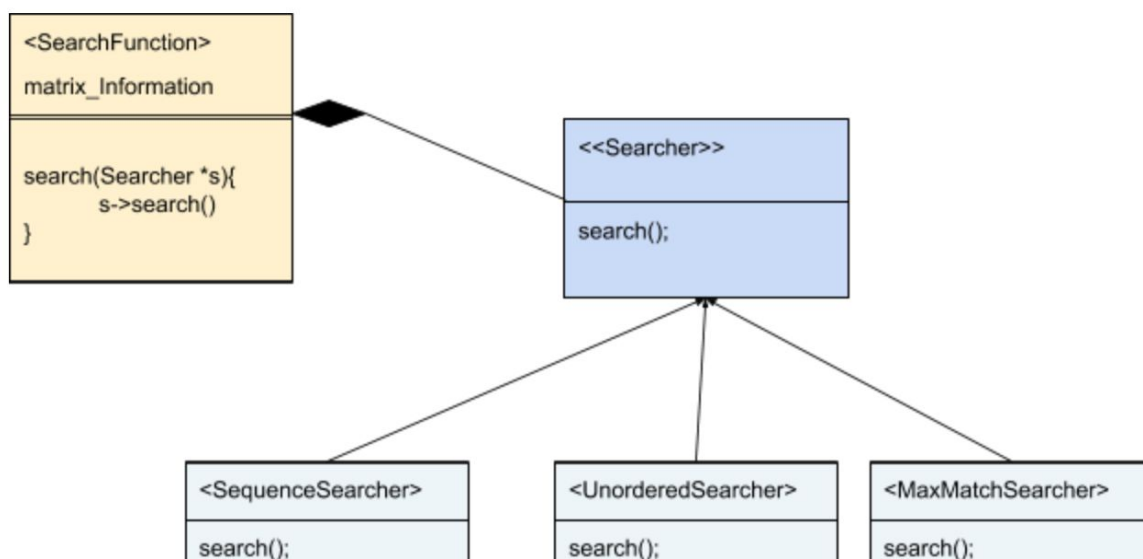 <SearchFunction>
matrix_Information
search(Searcher *s){
s->search()
}
<<Searcher>>
search();
<SequenceSearcher>
search();
<UnorderedSearcher>
search();
<MaxMatchSearcher>
search();